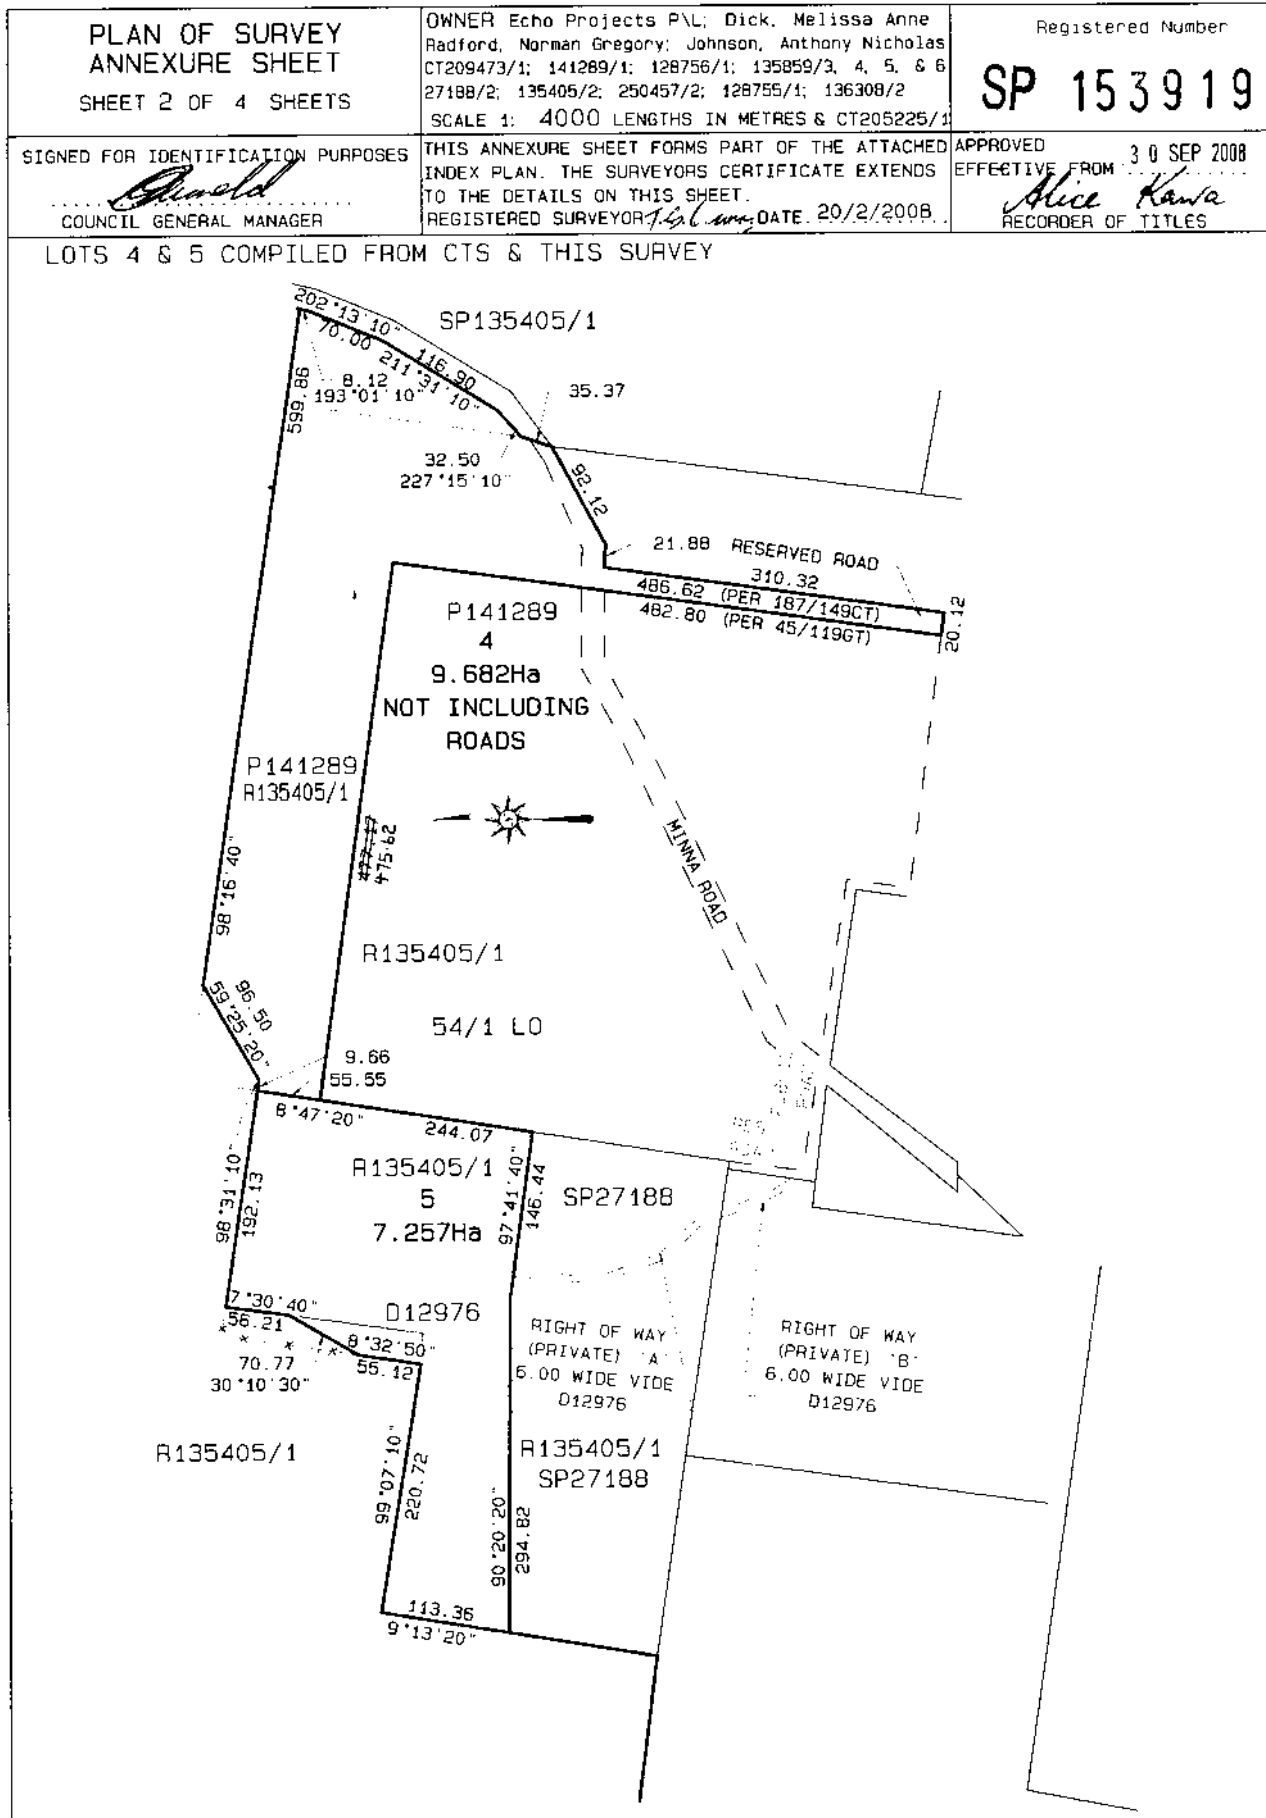 PLAN OF SURVEY
ANNEXURE SHEET
SHEET 2 OF 4 SHEETS
OWNER Echo Projects P\L; Dick, Melissa Anne
Radford, Norman Gregory; Johnson, Anthony Nicholas
CT209473/1; 141289/1; 128756/1; 135859/3, 4, 5, & 6
27188/2; 135405/2; 250457/2; 128755/1; 136308/2
SCALE 1: 4000 LENGTHS IN METRES & CT205225/1
Registered Number
SP 153919
SIGNED FOR IDENTIFICATION PURPOSES
COUNCIL GENERAL MANAGER
THIS ANNEXURE SHEET FORMS PART OF THE ATTACHED
INDEX PLAN. THE SURVEYORS CERTIFICATE EXTENDS
TO THE DETAILS ON THIS SHEET.
REGISTERED SURVEYOR DATE. 20/2/2008
APPROVED
EFFECTIVE FROM 30 SEP 2008
Alice Kawa
RECORDER OF TITLES
LOTS 4 & 5 COMPILED FROM CTS & THIS SURVEY
202°13'10"
70.00
SP135405/1
116.90
211°31'10"
8.12
193°01'10"
35.37
599.86
32.50
227°15'10"
92.12
21.88 RESERVED ROAD
310.32
486.62 (PER 187/149CT)
482.80 (PER 45/119GT)
20.12
P141289
4
9.682Ha
NOT INCLUDING
ROADS
P141289
R135405/1
475.62
MINNA ROAD
98°16'40"
R135405/1
54/1 LO
96.50
59°25'20"
9.66
55.55
8°47'20"
244.07
RES
R135405/1
5
7.257Ha
98°31'10"
192.13
97°41'40"
146.44
SP27188
7°30'40"
56.21
D12976
8°32'50"
55.12
70.77
30°10'30"
RIGHT OF WAY
(PRIVATE) 'A'
6.00 WIDE VIDE
D12976
RIGHT OF WAY
(PRIVATE) 'B'
6.00 WIDE VIDE
D12976
R135405/1
R135405/1
SP27188
99°07'10"
220.72
90°20'20"
294.82
113.36
9°13'20"